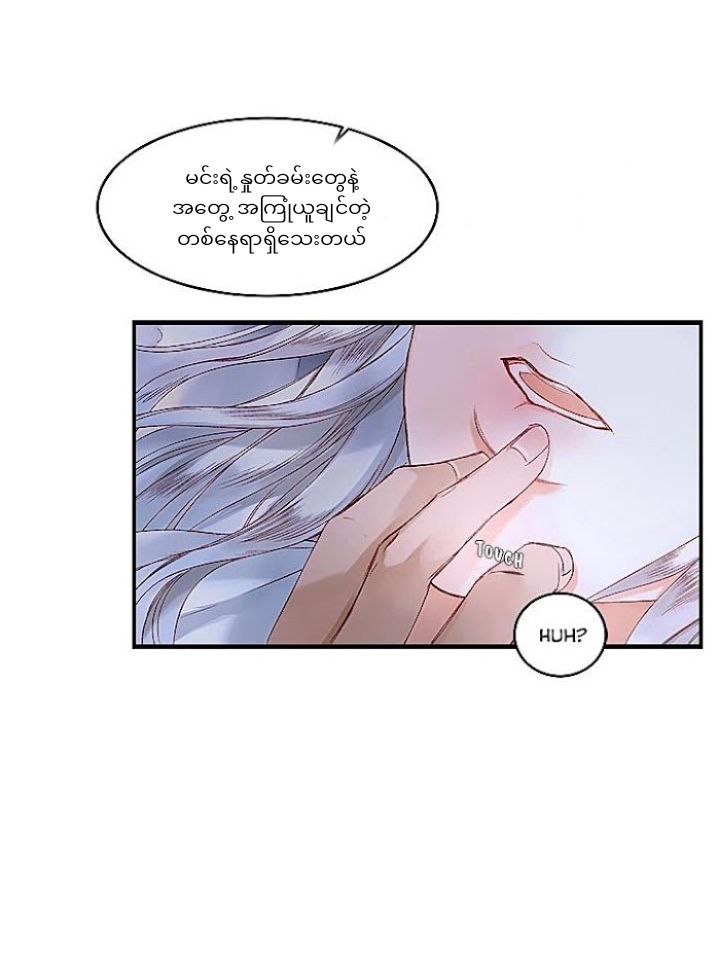 မင်းရဲ့ နှုတ်ခမ်းတွေနဲ့
အတွေ့ အကြုံယူချင်တဲ့
တစ်နေရာရှိသေးတယ်
TOUCH
HUH?